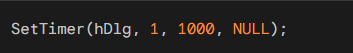 SetTimer(hDlg, 1, 1000, NULL);